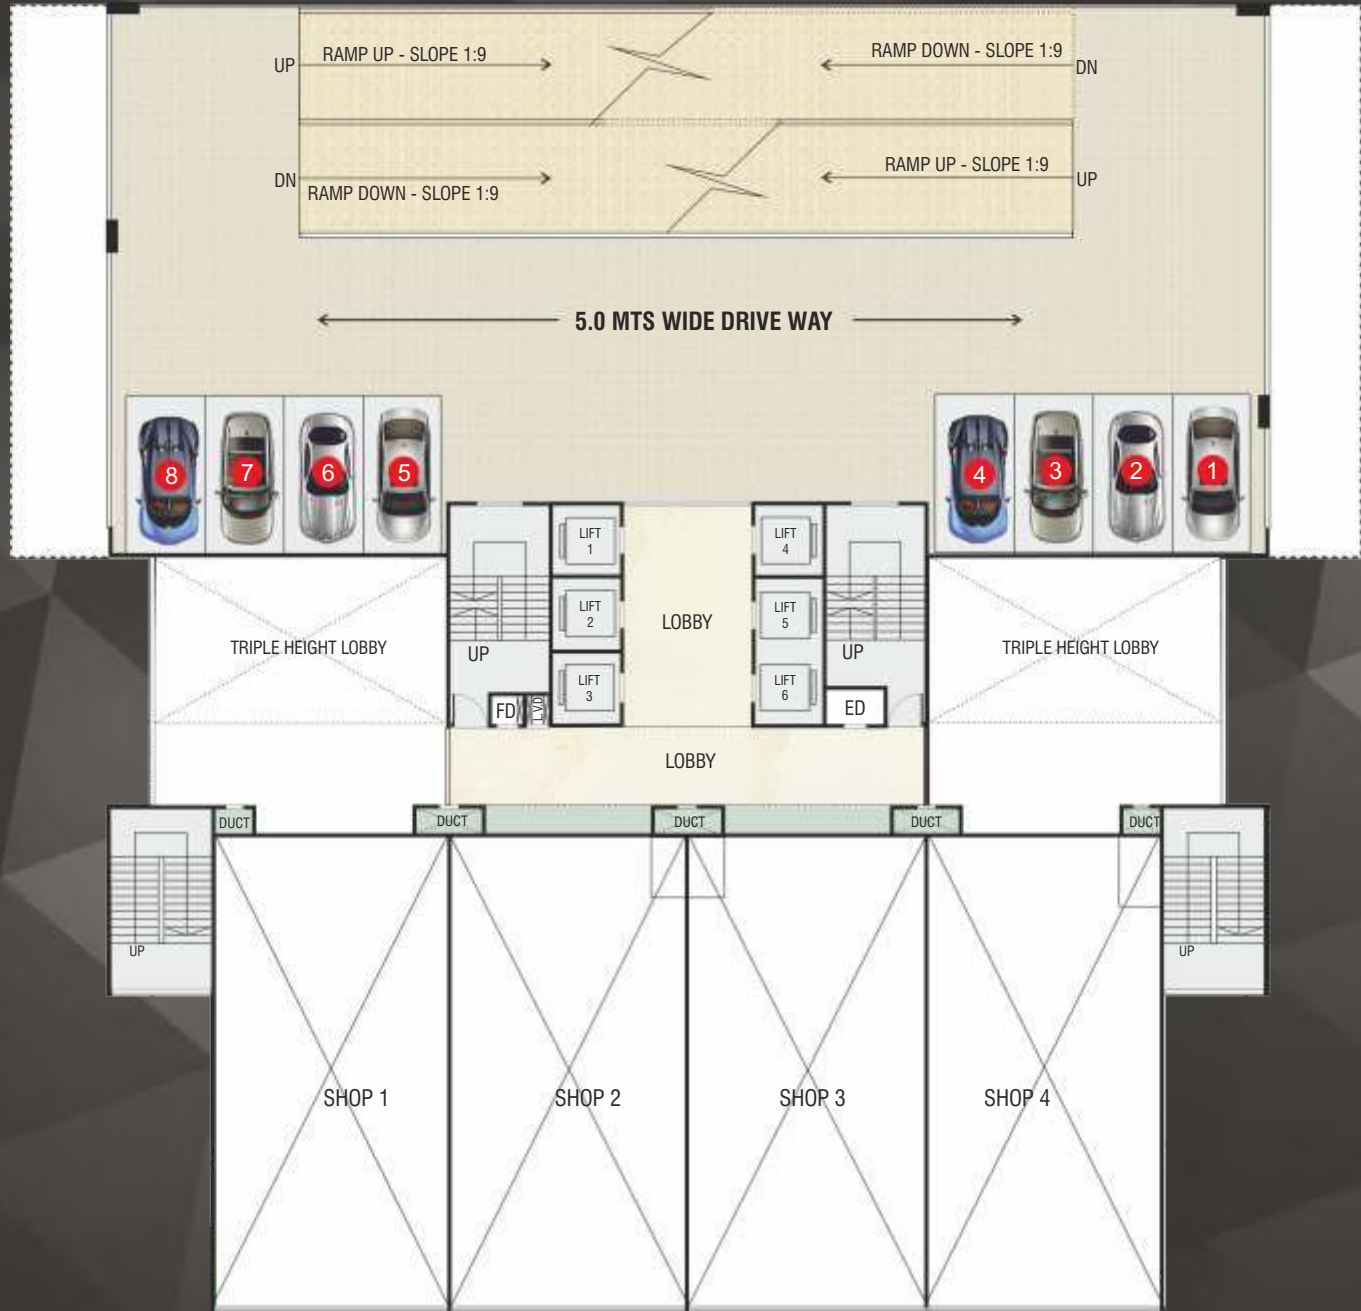 RAMP UP - SLOPE 1:9
RAMP DOWN - SLOPE 1:9
UP
DN
DN
RAMP DOWN - SLOPE 1:9
RAMP UP - SLOPE 1:9
UP
5.0 MTS WIDE DRIVE WAY
8
7
6
5
4
3
2
1
LIFT
1
LIFT
4
LIFT
2
LOBBY
LIFT
5
TRIPLE HEIGHT LOBBY
UP
UP
TRIPLE HEIGHT LOBBY
LIFT
3
LIFT
6
FD
L.V.D
ED
LOBBY
DUCT
DUCT
DUCT
DUCT
DUCT
UP
UP
SHOP 1
SHOP 2
SHOP 3
SHOP 4